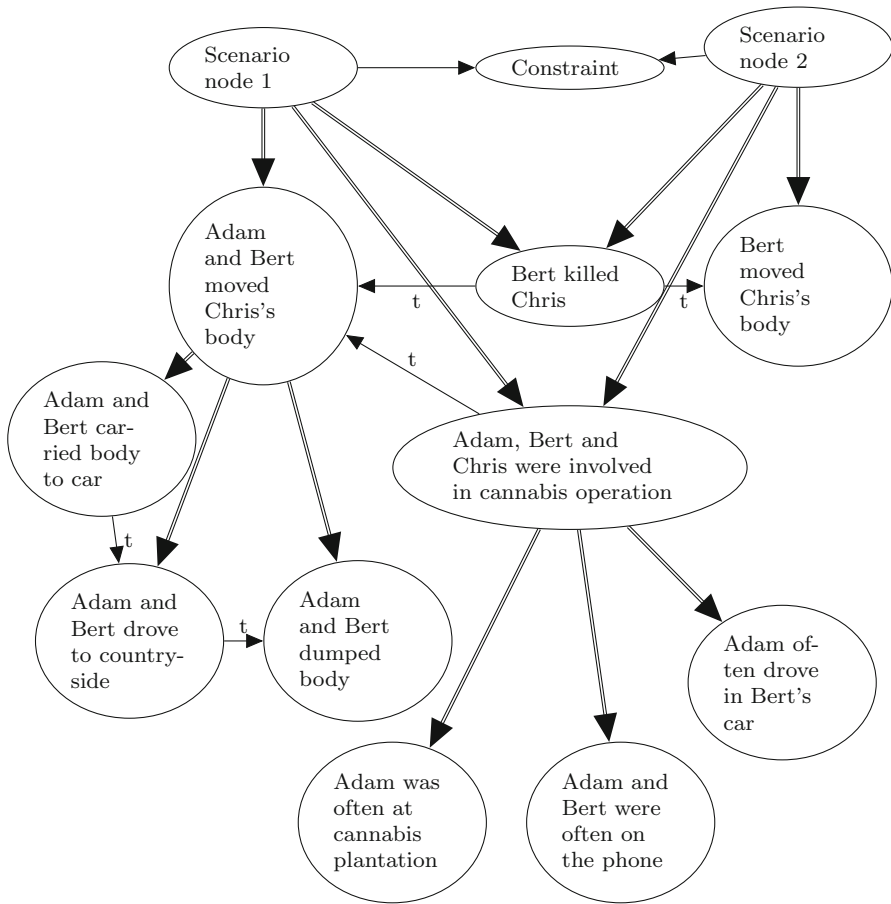 Scenario
node 1
Constraint
Scenario
node 2
Adam
and Bert
moved
Chris's
body
Bert killed
Chris
Bert
moved
Chris's
body
t
t
t
Adam and
Bert car-
ried body
to car
Adam, Bert and
Chris were involved
in cannabis operation
t
Adam and
Bert drove
to country-
side
t
Adam
and Bert
dumped
body
Adam of-
ten drove
in Bert's
car
Adam was
often at
cannabis
plantation
Adam and
Bert were
often on
the phone